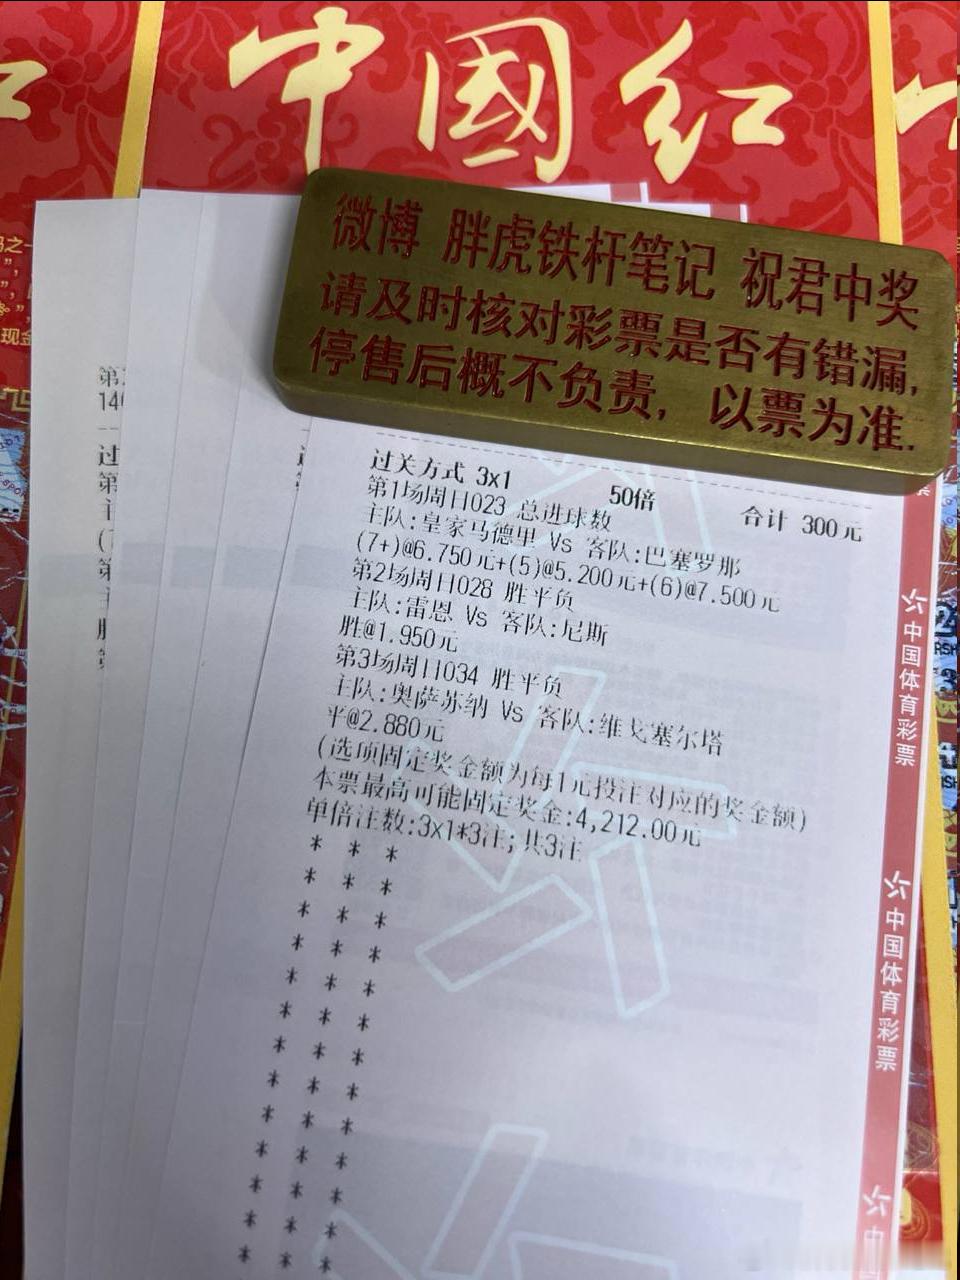 中國红
微博 胖虎铁杆笔记 祝君中奖
请及时核对彩票是否有错漏,
停售后概不负责, 以票为准.
过关方式 3x1 50倍 合计 300元
第1场周日023 总进球数
主队:皇家马德里 Vs 客队:巴塞罗那
(7+)@6.750元+(5)@5.200元+(6)@7.500元
第2场周日028 胜平负
主队:雷恩 Vs 客队:尼斯
胜@1.950元
第3场周日034 胜平负
主队:奥萨苏纳 Vs 客队:维戈塞尔塔
平@2.880元
(选项固定奖金额为每1元投注对应的奖金额)
本票最高可能固定奖金:4,212.00元
单倍注数:3x1*3注; 共3注
* * *
* * *
* * *
* * *
* * *
* * *
* * *
* * *
* * *
* * *
* * *
* * *
* * *
中国体育彩票
中国体育彩票
中